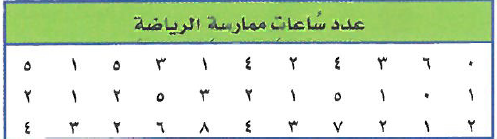 عدد ساعات ممارسة الرياضة
٠ ٦ ٣ ٤ ٢ ٤ ١ ٣ ٥ ١ ٥
١ ٠ ١ ٥ ١ ٢ ٣ ٥ ٢ ١ ٢
٢ ١ ٢ ٧ ٣ ٤ ٨ ٦ ٢ ٣ ٤